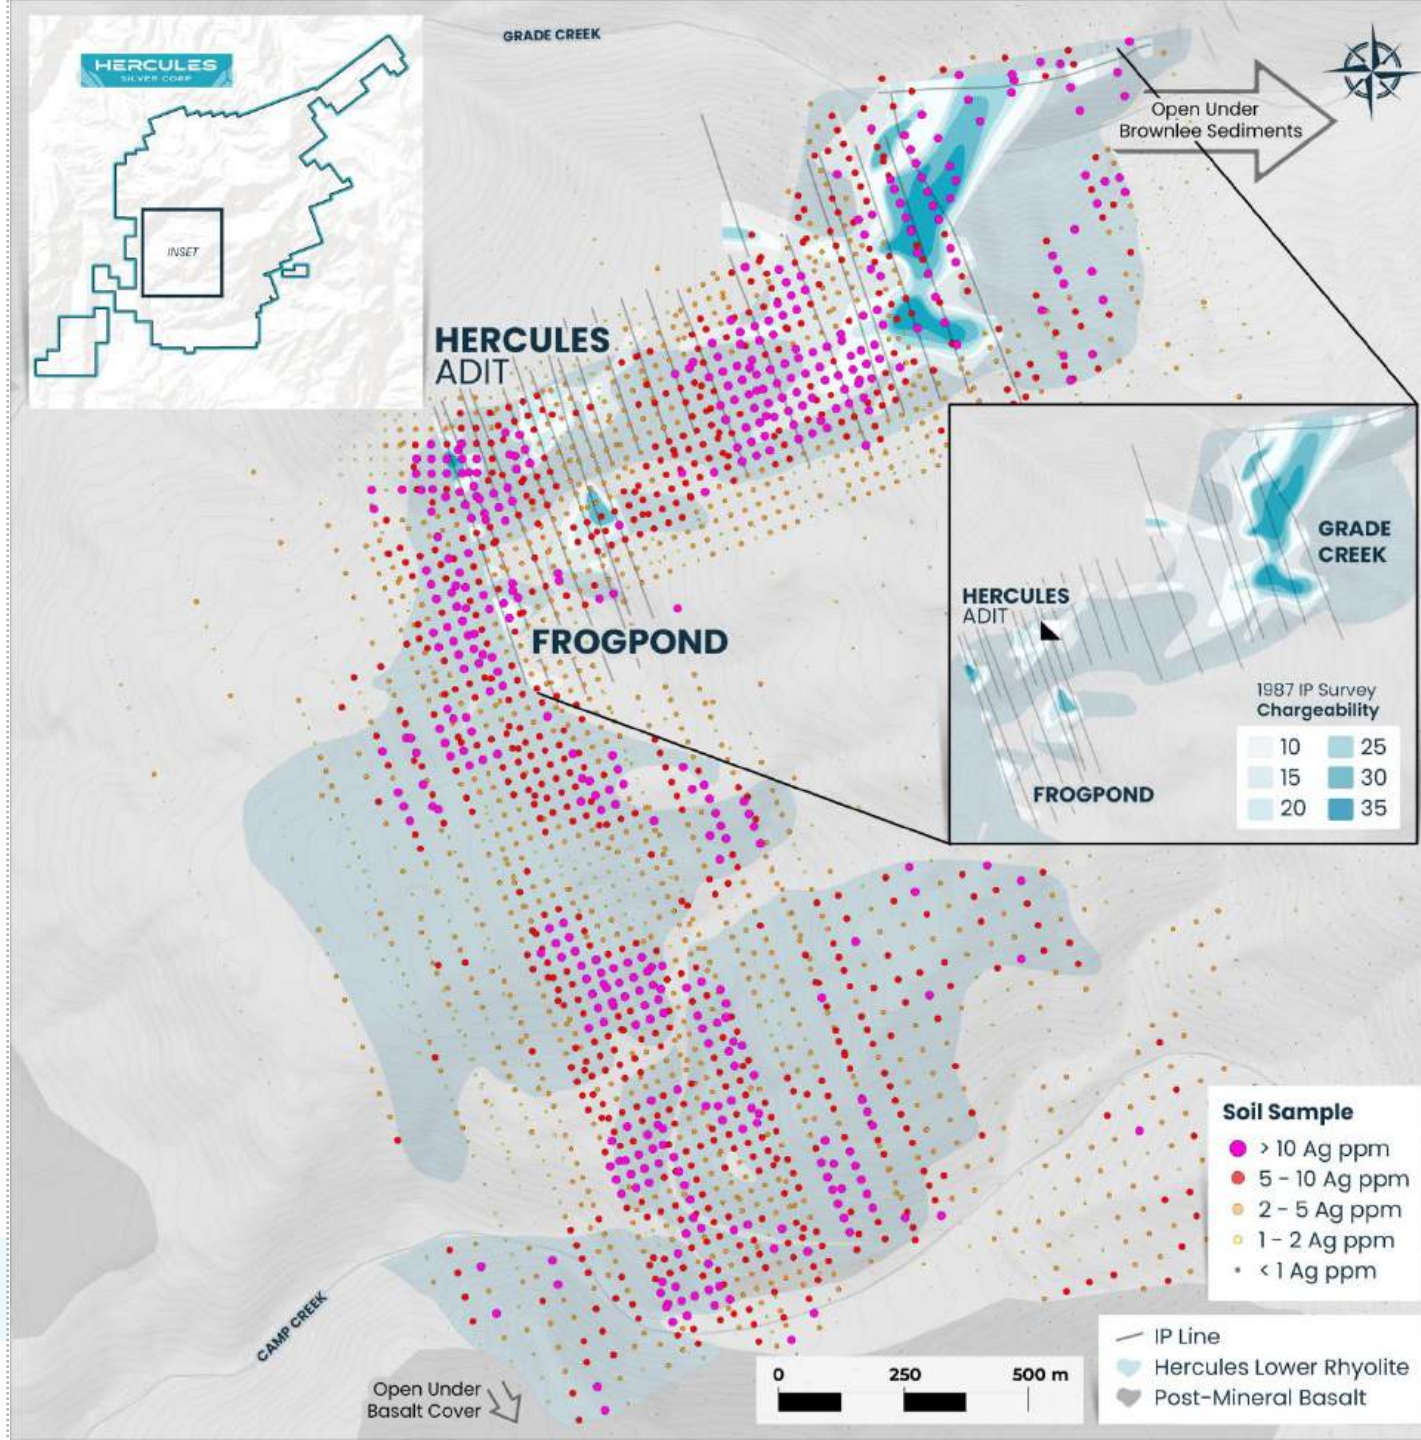 GRADE CREEK
HERCULES
SILVER CORP
INSET
Open Under
Brownlee Sediments
HERCULES
ADIT
FROGPOND
GRADE
CREEK
HERCULES
ADIT
FROGPOND
1987 IP Survey
Chargeability
10 25
15 30
20 35
Soil Sample
> 10 Ag ppm
5 - 10 Ag ppm
2 - 5 Ag ppm
1 - 2 Ag ppm
< 1 Ag ppm
IP Line
Hercules Lower Rhyolite
Post-Mineral Basalt
CAMP CREEK
Open Under
Basalt Cover
0 250 500 m